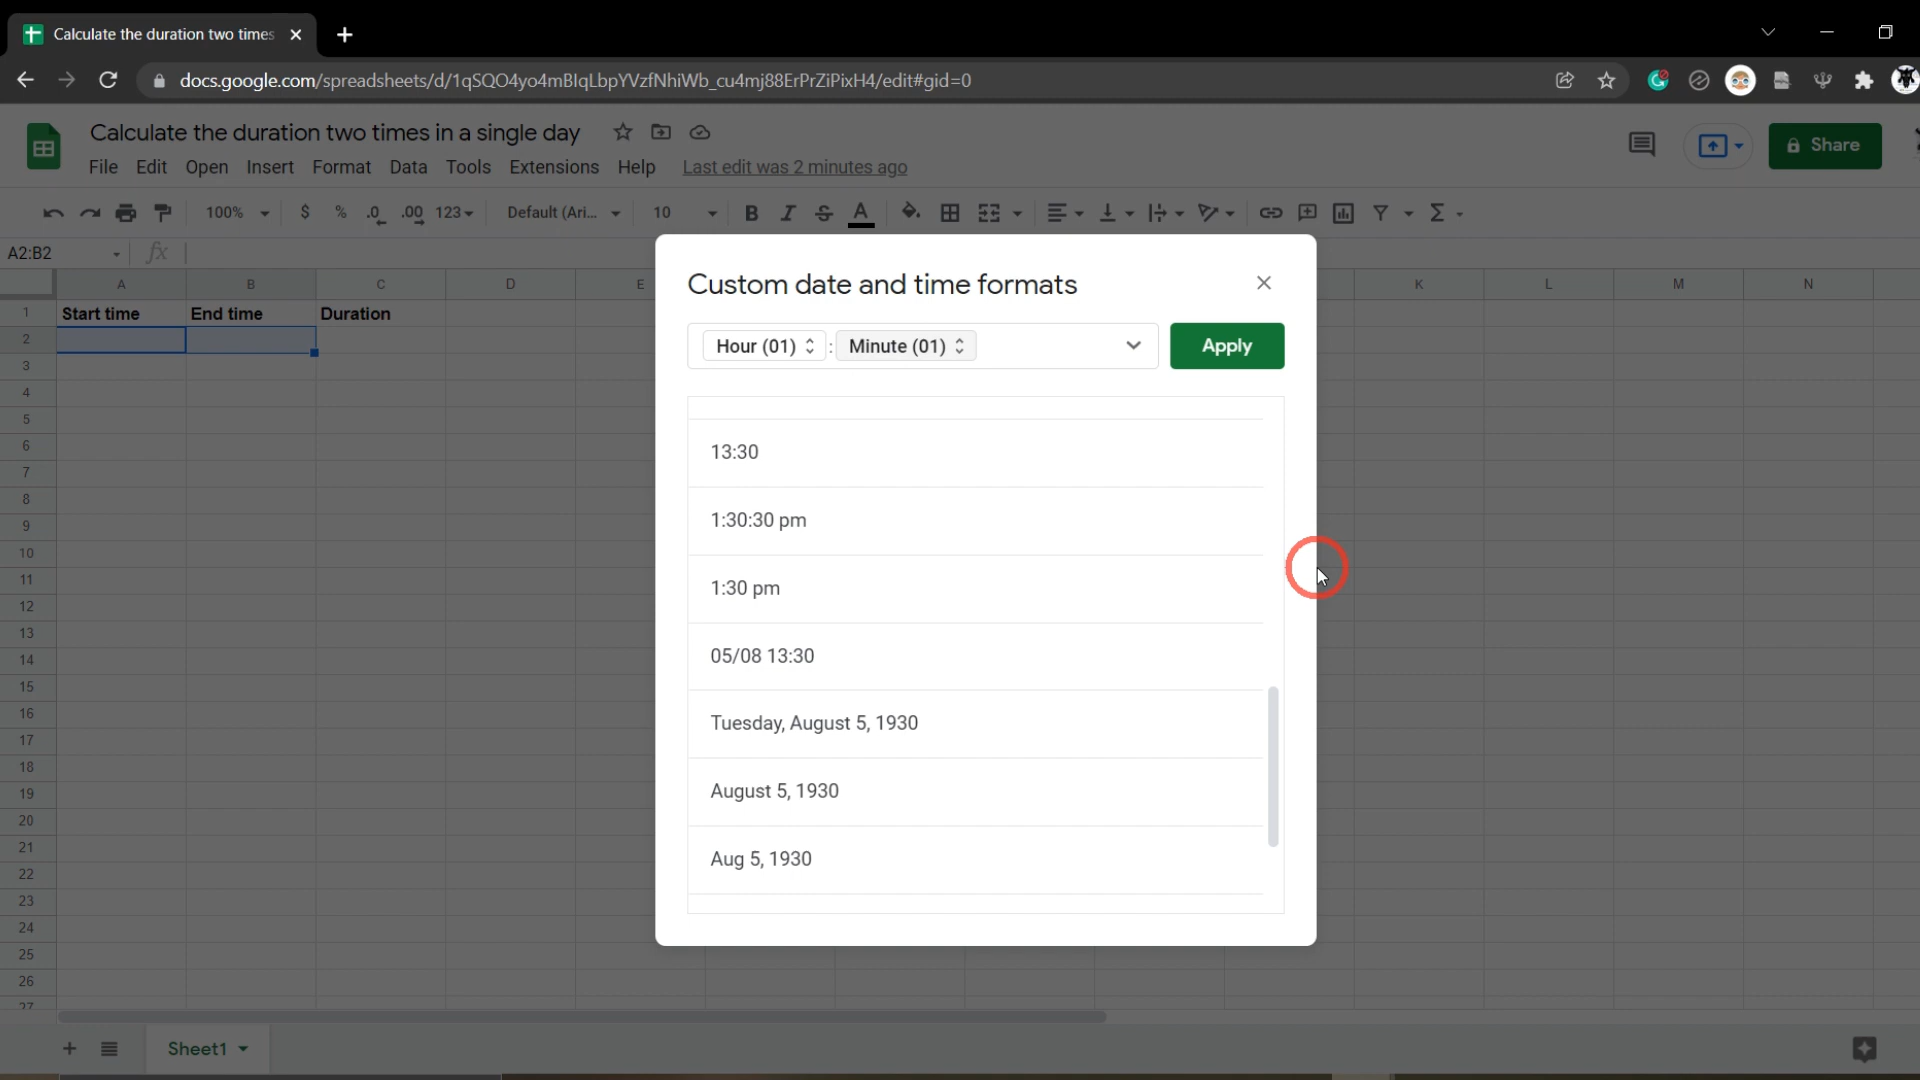 Calculate the duration two times
docs.google.com/spreadsheets/d/1qSQO4yo4mBIqLbpYVzfNhiWb_cu4mj88ErPrZiPixH4/edit#gid=0
Calculate the duration two times in a single day
File Edit Open Insert Format Data Tools Extensions Help Last edit was 2 minutes ago
Share
100% $ % .0 .00 123 Default (Ari... 10 B I S A Σ
A2:B2 fx
A B C D E K L M N
1 Start time End time Duration
2
3
4
5
6
7
8
9
10
11
12
13
14
15
16
17
18
19
20
21
22
23
24
25
26
27
Custom date and time formats
Hour (01) : Minute (01) Apply
13:30
1:30:30 pm
1:30 pm
05/08 13:30
Tuesday, August 5, 1930
August 5, 1930
Aug 5, 1930
Sheet1